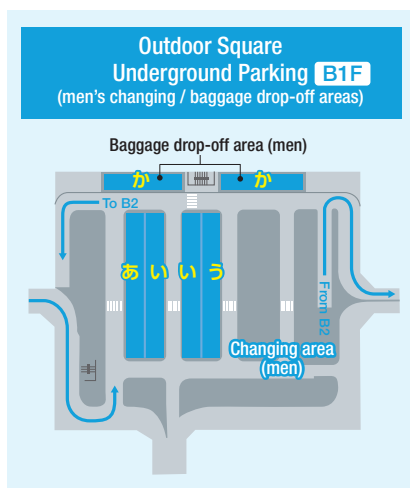 Outdoor Square
Underground Parking B1F
(men's changing / baggage drop-off areas)
Baggage drop-off area (men)
か か
To B2
あ い い う
From B2
Changing area
(men)